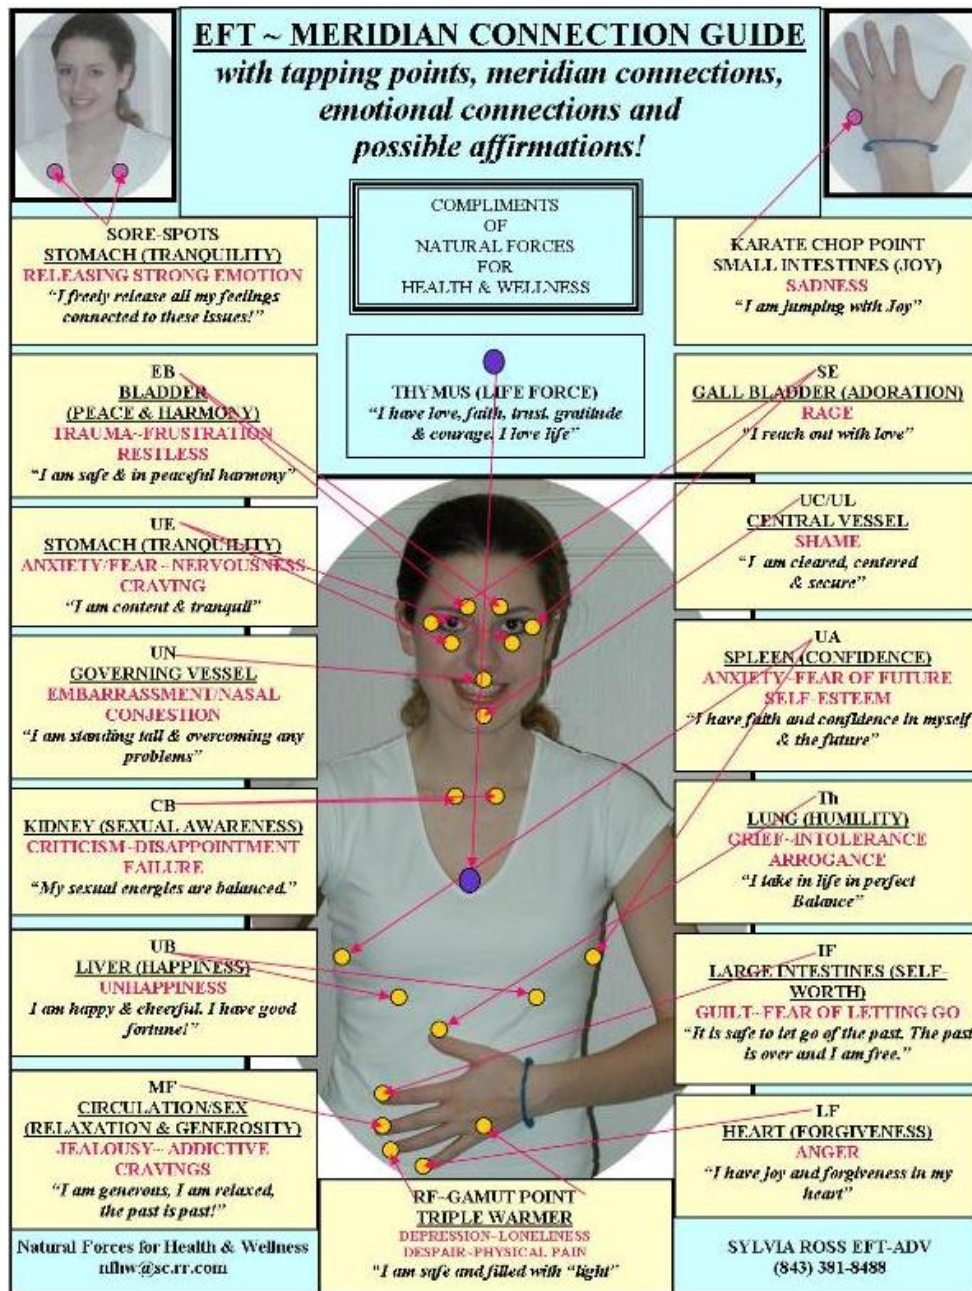 EFT ~ MERIDIAN CONNECTION GUIDE
with tapping points, meridian connections,
emotional connections and
possible affirmations!
COMPLIMENTS
OF
NATURAL FORCES
FOR
HEALTH & WELLNESS
SORE-SPOTS
STOMACH (TRANQUILITY)
RELEASING STRONG EMOTION
"I freely release all my feelings
connected to these issues!"
KARATE CHOP POINT
SMALL INTESTINES (JOY)
SADNESS
"I am jumping with Joy"
THYMUS (LIFE FORCE)
"I have love, faith, trust, gratitude
& courage. I love life"
EB
BLADDER
(PEACE & HARMONY)
TRAUMA~FRUSTRATION
RESTLESS
"I am safe & in peaceful harmony"
SE
GALL BLADDER (ADORATION)
RAGE
"I reach out with love"
UE
STOMACH (TRANQUILITY)
ANXIETY/FEAR~NERVOUSNESS
CRAVING
"I am content & tranquil"
UC/UL
CENTRAL VESSEL
SHAME
"I am cleared, centered
& secure"
UN
GOVERNING VESSEL
EMBARRASSMENT/NASAL
CONJESTION
"I am standing tall & overcoming any
problems"
UA
SPLEEN (CONFIDENCE)
ANXIETY~FEAR OF FUTURE
SELF-ESTEEM
"I have faith and confidence in myself
& the future"
CB
KIDNEY (SEXUAL AWARENESS)
CRITICISM~DISAPPOINTMENT
FAILURE
"My sexual energies are balanced."
Th
LUNG (HUMILITY)
GRIEF~INTOLERANCE
ARROGANCE
"I take in life in perfect
Balance"
UB
LIVER (HAPPINESS)
UNHAPPINESS
I am happy & cheerful. I have good
fortune!"
IF
LARGE INTESTINES (SELF-
WORTH)
GUILT~FEAR OF LETTING GO
"It is safe to let go of the past. The past
is over and I am free."
MF
CIRCULATION/SEX
(RELAXATION & GENEROSITY)
JEALOUSY~ADDICTIVE
CRAVINGS
"I am generous, I am relaxed,
the past is past!"
LF
HEART (FORGIVENESS)
ANGER
"I have joy and forgiveness in my
heart"
RF~GAMUT POINT
TRIPLE WARMER
DEPRESSION~LONELINESS
DESPAIR~PHYSICAL PAIN
"I am safe and filled with "light"
Natural Forces for Health & Wellness
nfhw@sc.rr.com
SYLVIA ROSS EFT-ADV
(843) 381-8488